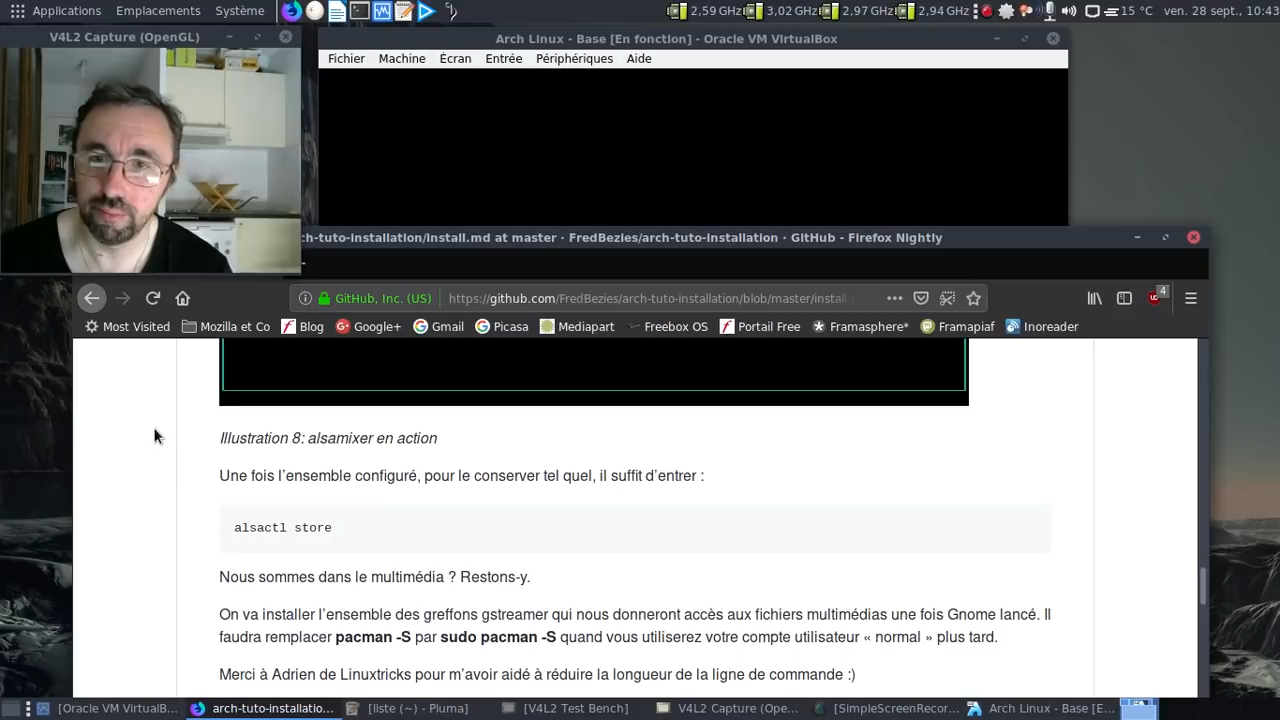 Applications Emplacements Système 2,59 GHz 3,02 GHz 2,97 GHz 2,94 GHz 15 °C ven. 28 sept., 10:43
V4L2 Capture (OpenGL)
Arch Linux - Base [En fonction] - Oracle VM VirtualBox
Fichier Machine Écran Entrée Périphériques Aide
ch-tuto-installation/install.md at master · FredBezies/arch-tuto-installation · GitHub - Firefox Nightly
GitHub, Inc. (US) https://github.com/FredBezies/arch-tuto-installation/blob/master/install. 4
Most Visited Mozilla et Co Blog Google+ Gmail Picasa Mediapart Freebox OS Portail Free Framasphere* Framapiaf Inoreader
Illustration 8: alsamixer en action
Une fois l’ensemble configuré, pour le conserver tel quel, il suffit d’entrer :
alsactl store
Nous sommes dans le multimédia ? Restons-y.
On va installer l’ensemble des greffons gstreamer qui nous donneront accès aux fichiers multimédias une fois Gnome lancé. Il
faudra remplacer pacman -S par sudo pacman -S quand vous utiliserez votre compte utilisateur « normal » plus tard.
Merci à Adrien de Linuxtricks pour m’avoir aidé à réduire la longueur de la ligne de commande :)
[Oracle VM VirtualB... arch-tuto-installatio... [liste (~) - Pluma] [V4L2 Test Bench] V4L2 Capture (Ope... [SimpleScreenRecor... Arch Linux - Base [E...